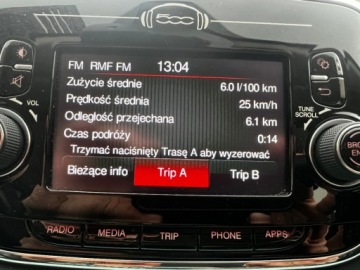 500
FM RMF FM 13:04
Zużycie średnie 6.0 l/100 km
Prędkość średnia 25 km/h
Odległość przejechana 6.1 km
Czas podróży 0:14
Trzymać naciśnięty Trasę A aby wyzerować
Bieżące info Trip A Trip B
VOL
TUNE
SCROLL
RADIO MEDIA TRIP PHONE APPS